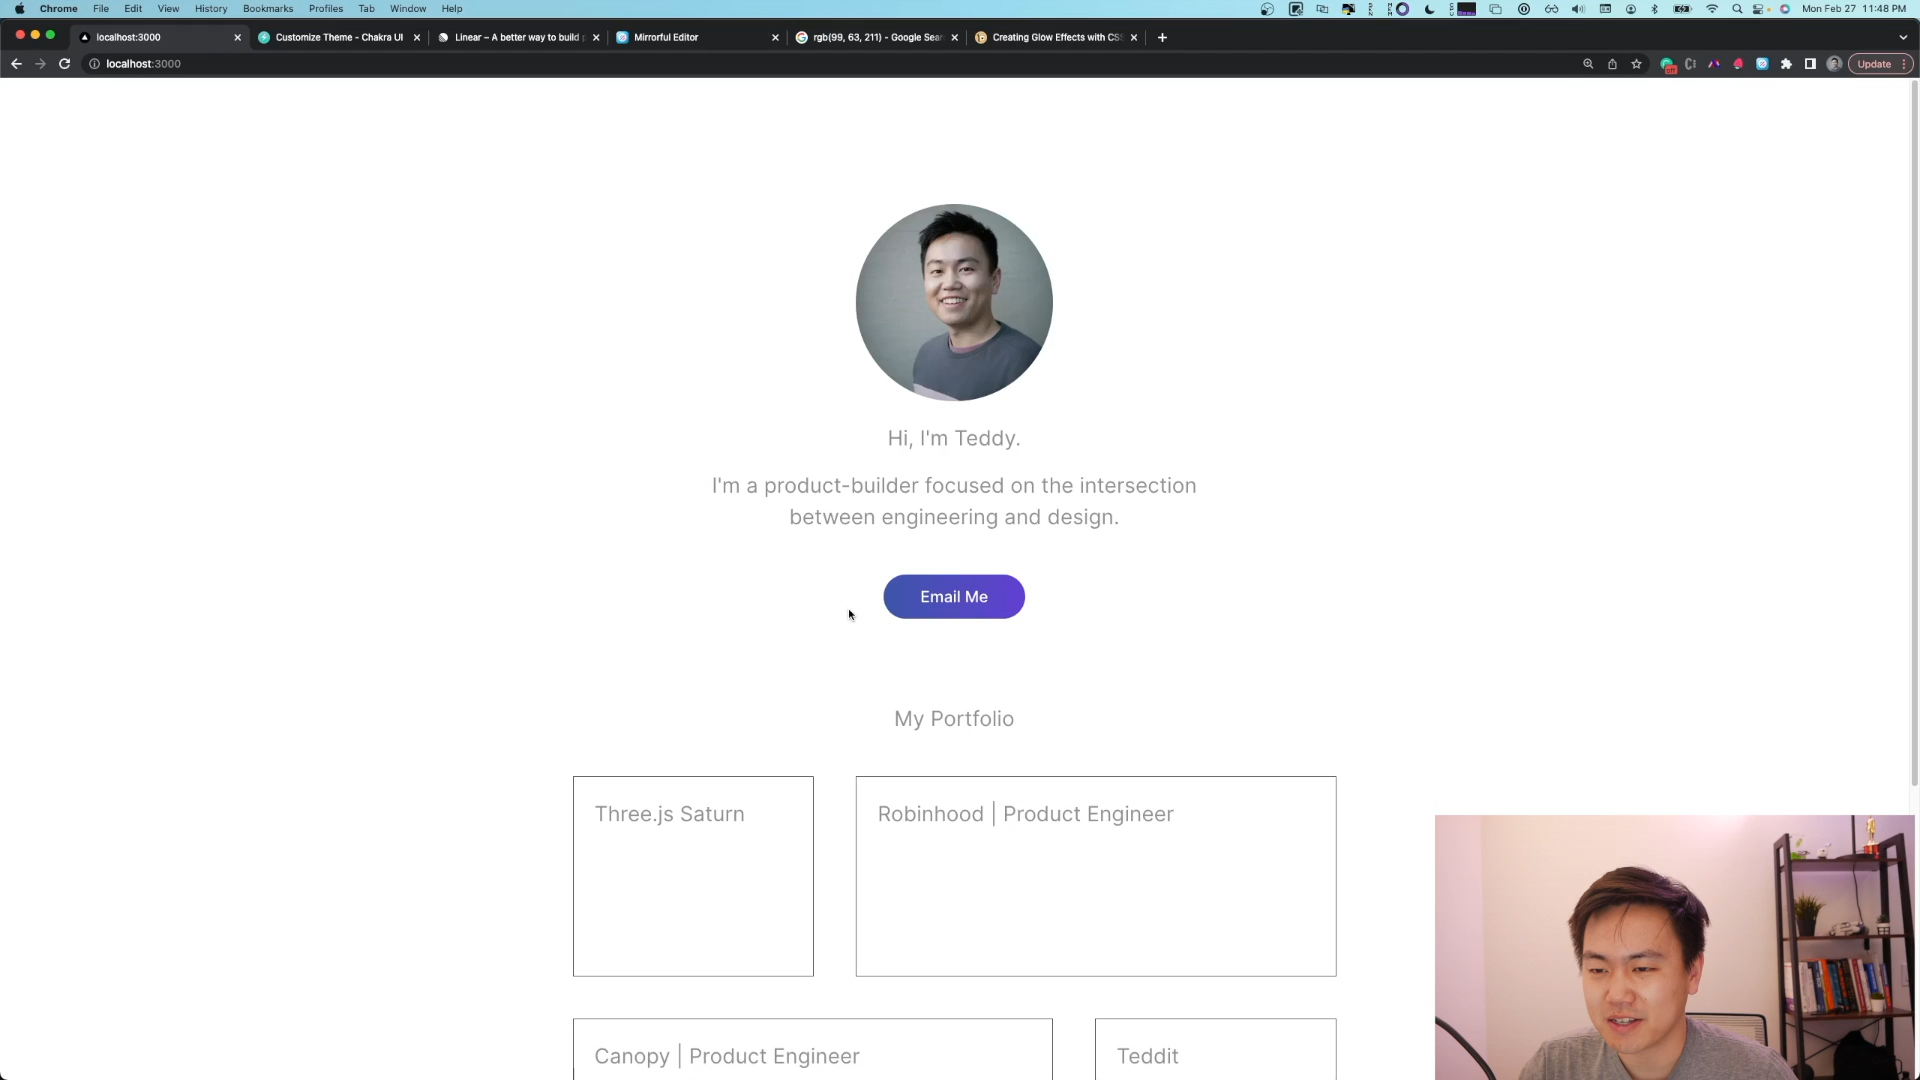 Chrome File Edit View History Bookmarks Profiles Tab Window Help Mon Feb 27 11:48 PM
localhost:3000 Customize Theme - Chakra UI Linear – A better way to build Mirrorful Editor rgb(99, 63, 211) - Google Sear Creating Glow Effects with CSS
localhost:3000 Update
Hi, I'm Teddy.
I'm a product-builder focused on the intersection
between engineering and design.
Email Me
My Portfolio
Three.js Saturn
Robinhood | Product Engineer
Canopy | Product Engineer
Teddit